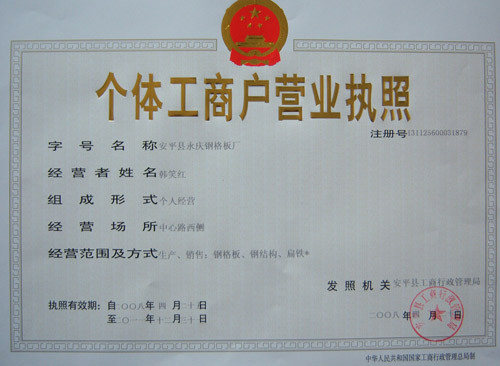 个体工商户营业执照
注册号131125600031879
字号名称 安平县永庆钢格板厂
经营者姓名 韩笑红
组成形式 个人经营
经营场所 中心路西侧
经营范围及方式 生产、销售：钢格板、钢结构、扁铁*
发照机关 安平县工商行政管理局
执照有效期： 自二〇〇八年四月二十日
至二〇一一年十二月三十日
二〇〇八年四月 日
中华人民共和国国家工商行政管理总局制